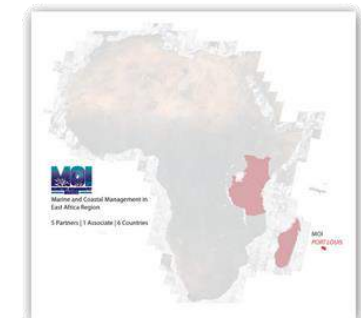 MOI
Marine and Coastal Management in
East Africa Region
5 Partners | 1 Associate | 6 Countries
MOI
PORT LOUIS